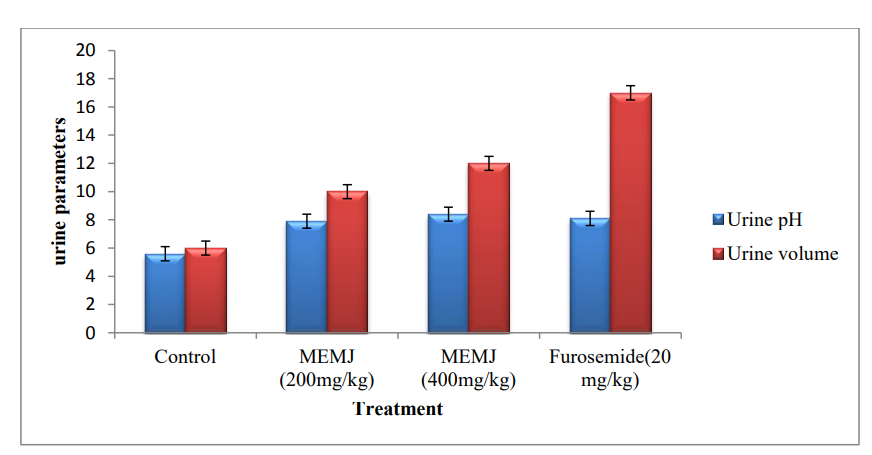 20
18
16
14
12
10
8
6
4
2
0
urine parameters
Control
MEMJ
(200mg/kg)
MEMJ
(400mg/kg)
Furosemide(20
mg/kg)
Treatment
Urine pH
Urine volume